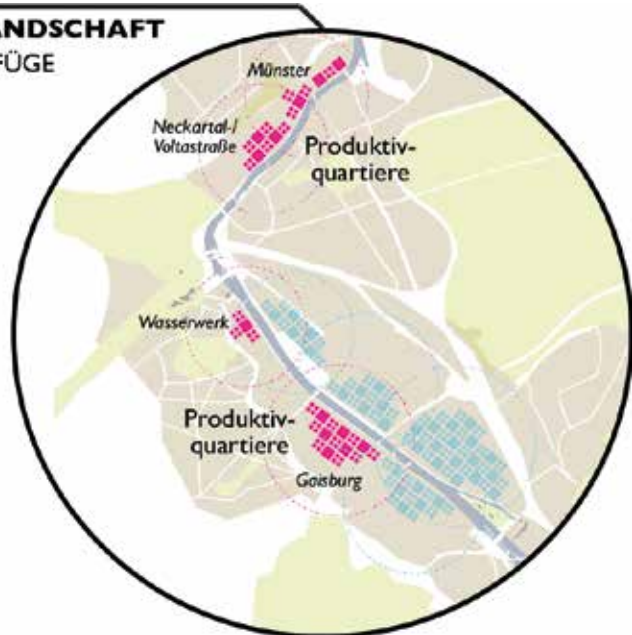 ANDSCHAFT
FÜGE
Münster
Neckartal-/
Voltastraße
Produktiv-
quartiere
Wasserwerk
Produktiv-
quartiere
Gaisburg